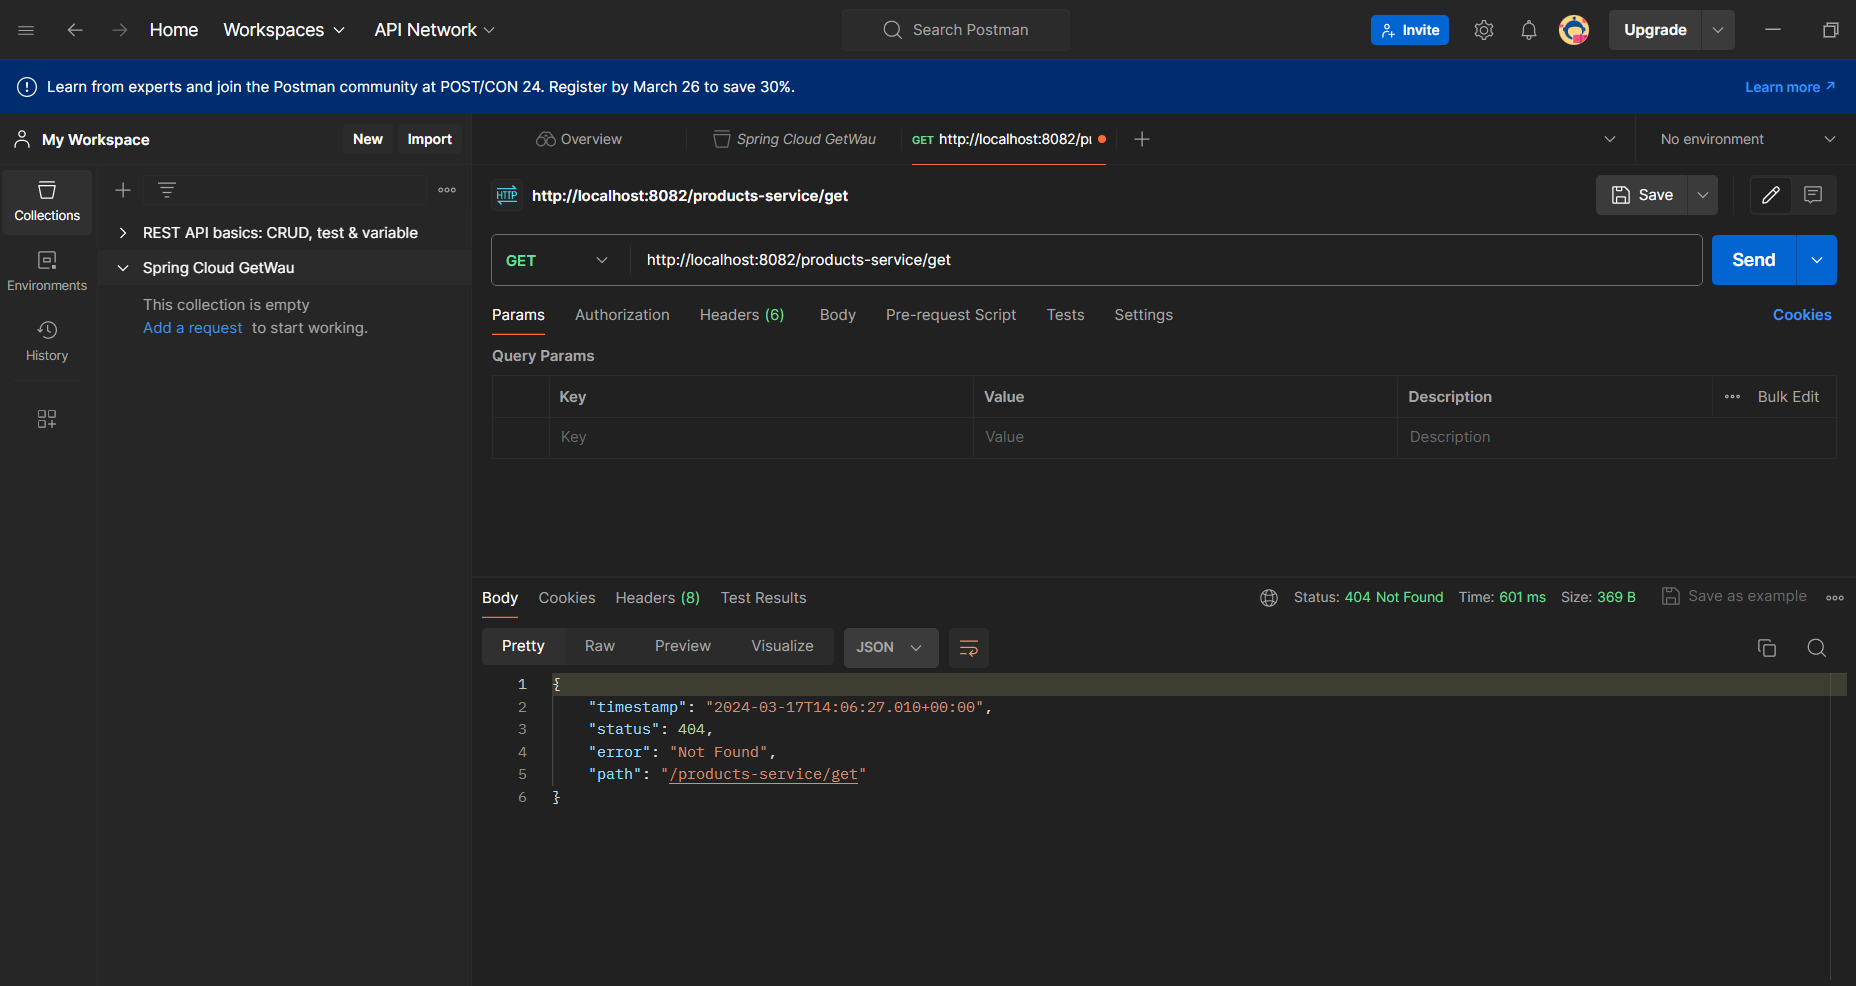 Home Workspaces API Network Search Postman Invite Upgrade
Learn from experts and join the Postman community at POST/CON 24. Register by March 26 to save 30%. Learn more
My Workspace New Import Overview Spring Cloud GetWau GET http://localhost:8082/p No environment
Collections
Environments
History
REST API basics: CRUD, test & variable
Spring Cloud GetWau
This collection is empty
Add a request to start working.
HTTP http://localhost:8082/products-service/get Save
GET http://localhost:8082/products-service/get Send
Params Authorization Headers (6) Body Pre-request Script Tests Settings Cookies
Query Params
Key Value Description Bulk Edit
Key Value Description
Body Cookies Headers (8) Test Results Status: 404 Not Found Time: 601 ms Size: 369 B Save as example
Pretty Raw Preview Visualize JSON
1 {
2 "timestamp": "2024-03-17T14:06:27.010+00:00",
3 "status": 404,
4 "error": "Not Found",
5 "path": "/products-service/get"
6 }